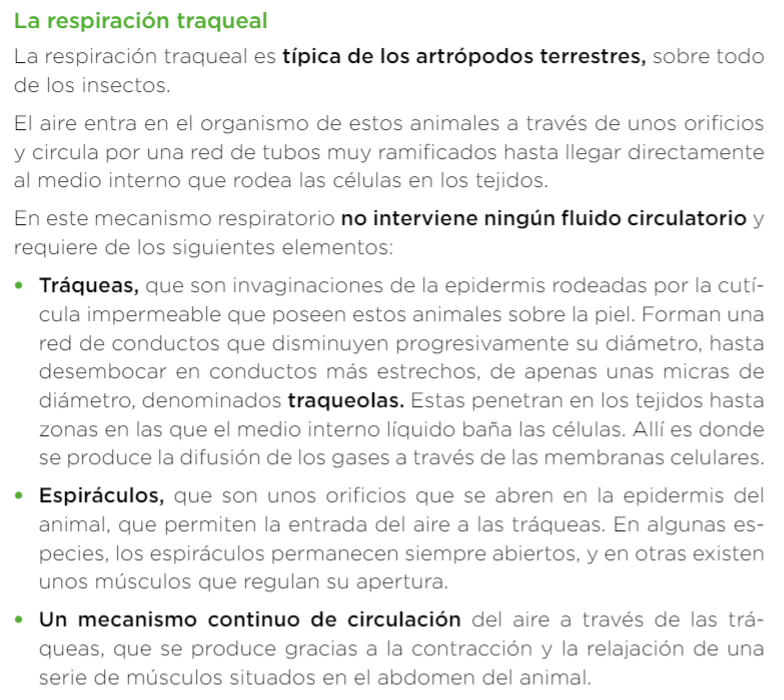 La respiración traqueal
La respiración traqueal es típica de los artrópodos terrestres, sobre todo
de los insectos.
El aire entra en el organismo de estos animales a través de unos orificios
y circula por una red de tubos muy ramificados hasta llegar directamente
al medio interno que rodea las células en los tejidos.
En este mecanismo respiratorio no interviene ningún fluido circulatorio y
requiere de los siguientes elementos:
• Tráqueas, que son invaginaciones de la epidermis rodeadas por la cutí-
cula impermeable que poseen estos animales sobre la piel. Forman una
red de conductos que disminuyen progresivamente su diámetro, hasta
desembocar en conductos más estrechos, de apenas unas micras de
diámetro, denominados traqueolas. Estas penetran en los tejidos hasta
zonas en las que el medio interno líquido baña las células. Allí es donde
se produce la difusión de los gases a través de las membranas celulares.
• Espiráculos, que son unos orificios que se abren en la epidermis del
animal, que permiten la entrada del aire a las tráqueas. En algunas es-
pecies, los espiráculos permanecen siempre abiertos, y en otras existen
unos músculos que regulan su apertura.
• Un mecanismo continuo de circulación del aire a través de las trá-
queas, que se produce gracias a la contracción y la relajación de una
serie de músculos situados en el abdomen del animal.